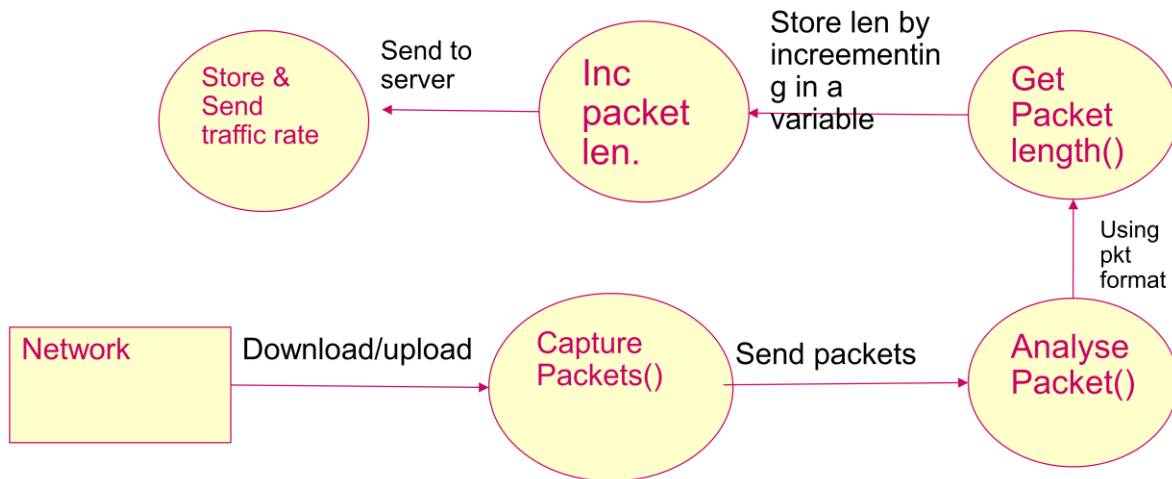 Store &
Send
traffic rate
Send to
server
Inc
packet
len.
Store len by
increementin
g in a
variable
Get
Packet
length()
Using
pkt
format
Network
Download/upload
Capture
Packets()
Send packets
Analyse
Packet()